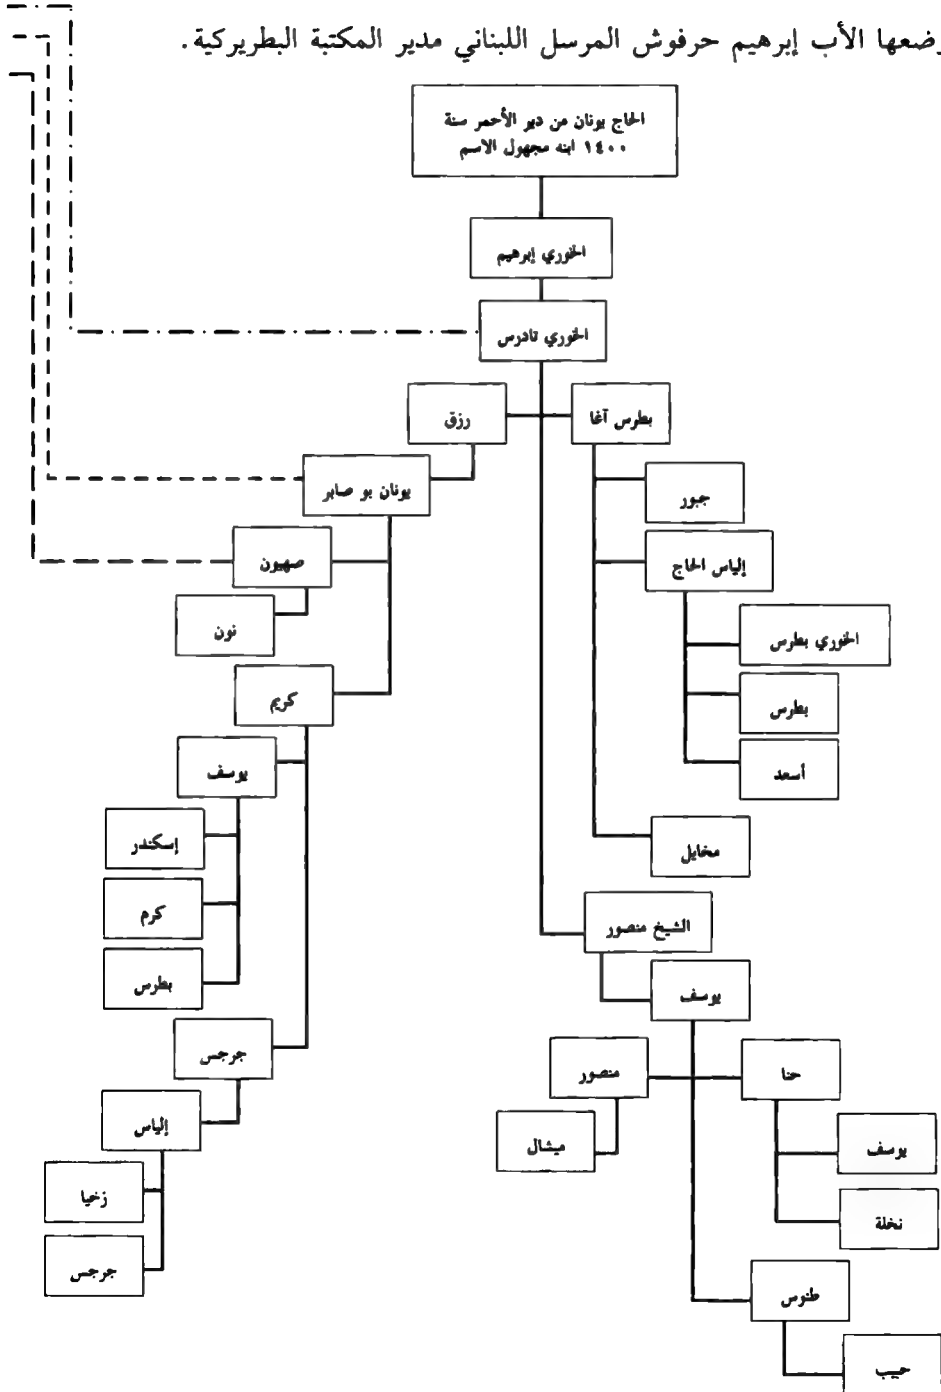 وضعها الأب إبرهيم حرفوش المرسل اللبناني مدير المكتبة البطريركية.
الحاج يونان من دير الأحمر سنة
١٤٠٠ ابنه مجهول الاسم
الخوري إبرهيم
الخوري تادرس
بطرس آغا
رزق
جبور
يونان بو صابر
إلياس الحاج
صهيون
الخوري بطرس
نون
بطرس
كريم
أسعد
يوسف
مخايل
إسكندر
كرم
الشيخ منصور
بطرس
يوسف
جرجس
حنا
منصور
إلياس
يوسف
ميشال
زخيا
نخلة
جرجس
طنوس
حبيب